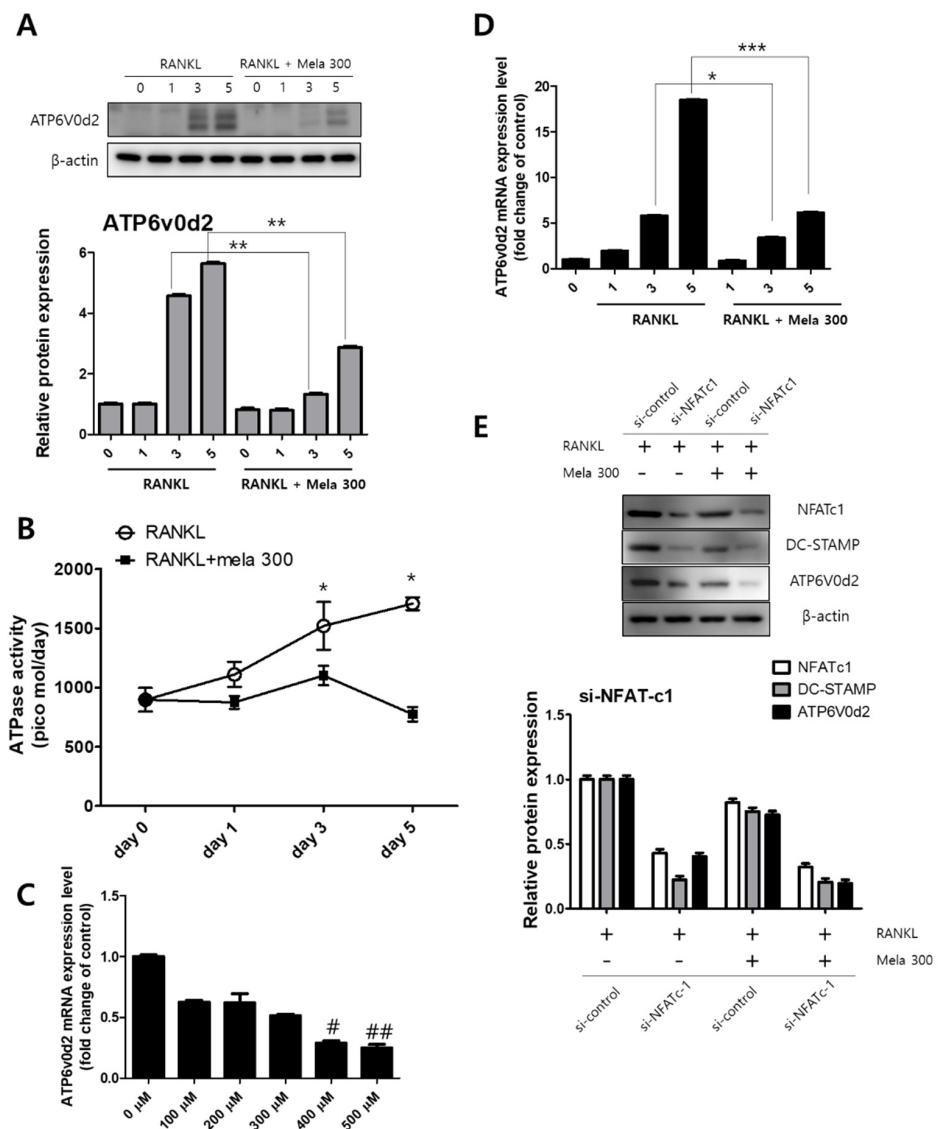 A
RANKL RANKL + Mela 300
0 1 3 5 0 1 3 5
ATP6V0d2
β-actin
ATP6v0d2
** **
Relative protein expression
6
4
2
0
0 1 3 5 0 1 3 5
RANKL RANKL + Mela 300
B
RANKL
RANKL+mela 300
ATPase activity
(pico mol/day)
2000
1500
1000
500
0
* *
day 0 day 1 day 3 day 5
C
ATP6v0d2 mRNA expression level
(fold change of control)
1.5
1.0
0.5
0.0
# ##
0 μM 100 μM 200 μM 300 μM 400 μM 500 μM
D
ATP6v0d2 mRNA expression level
(fold change of control)
20
15
10
5
0
* ***
0 1 3 5 1 3 5
RANKL RANKL + Mela 300
E
si-control si-NFATc1 si-control si-NFATc1
RANKL + + + +
Mela 300 - - + +
NFATc1
DC-STAMP
ATP6V0d2
β-actin
NFATc1
DC-STAMP
ATP6V0d2
si-NFAT-c1
Relative protein expression
1.5
1.0
0.5
0.0
+ + + + RANKL
- - + + Mela 300
si-control si-NFATc-1 si-control si-NFATc-1